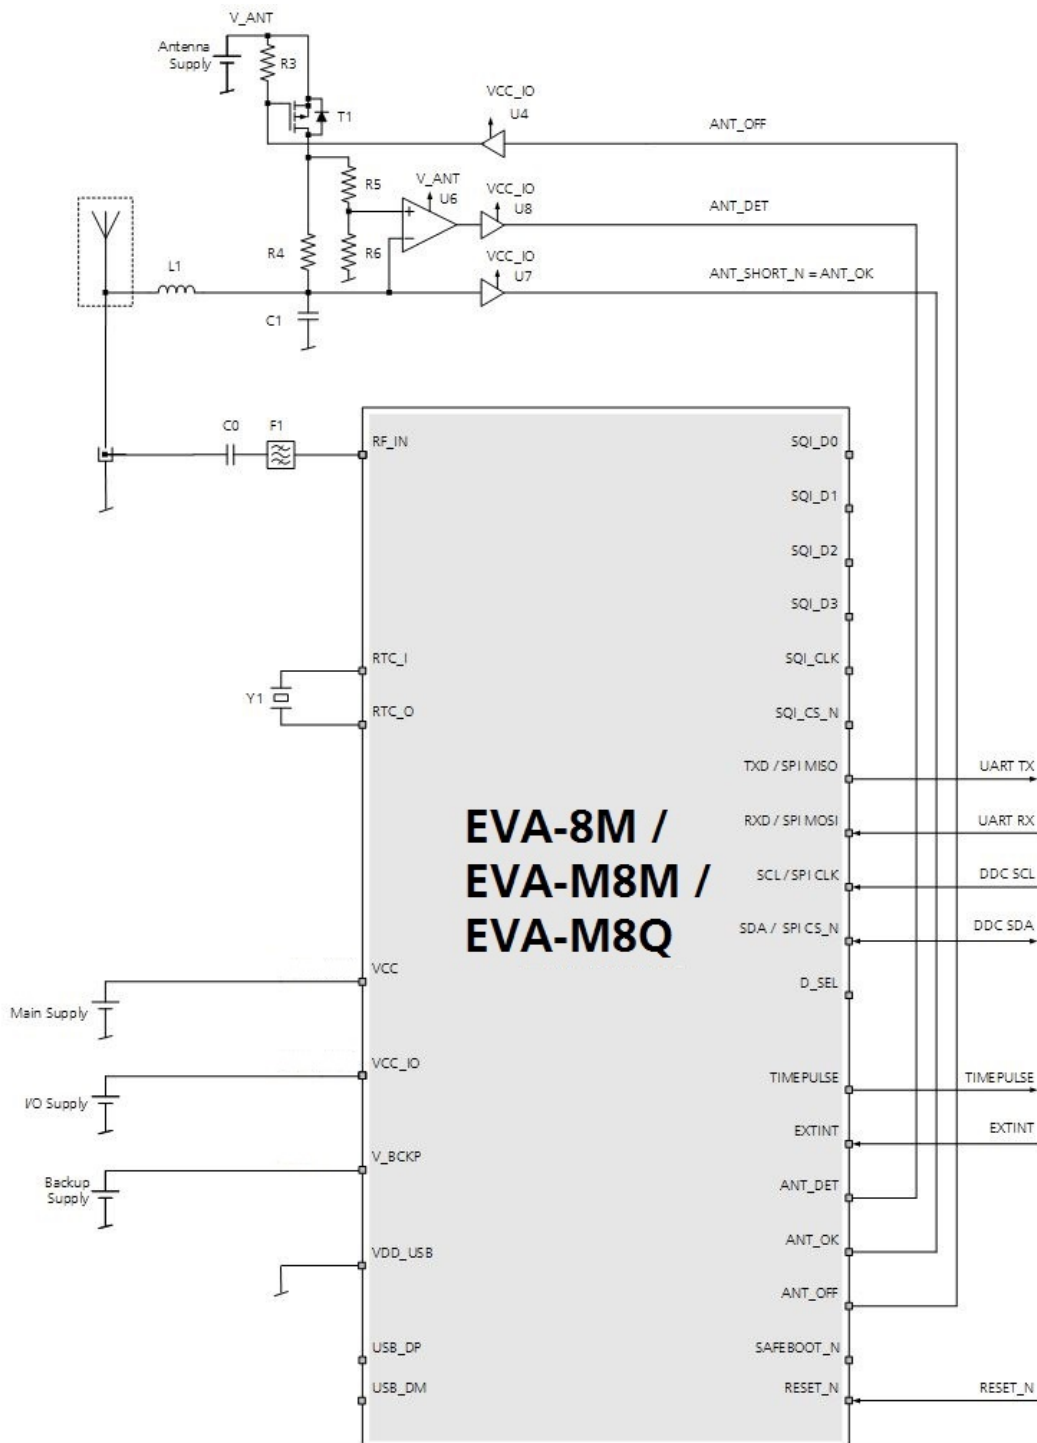 V_ANT
Antenna
Supply
R3
T1
VCC_IO
U4
ANT_OFF
R5
V_ANT
U6
VCC_IO
U8
ANT_DET
+
−
R4
R6
VCC_IO
U7
ANT_SHORT_N = ANT_OK
L1
C1
C0
F1
RF_IN
SQI_D0
SQI_D1
SQI_D2
SQI_D3
RTC_I
SQI_CLK
Y1
RTC_O
SQI_CS_N
TXD / SPI MISO
UART TX
EVA-8M /
EVA-M8M /
EVA-M8Q
RXD / SPI MOSI
UART RX
SCL / SPI CLK
DDC SCL
SDA / SPI CS_N
DDC SDA
VCC
D_SEL
Main Supply
VCC_IO
TIMEPULSE
TIMEPULSE
I/O Supply
EXTINT
EXTINT
V_BCKP
Backup
Supply
ANT_DET
VDD_USB
ANT_OK
ANT_OFF
USB_DP
SAFEBOOT_N
USB_DM
RESET_N
RESET_N